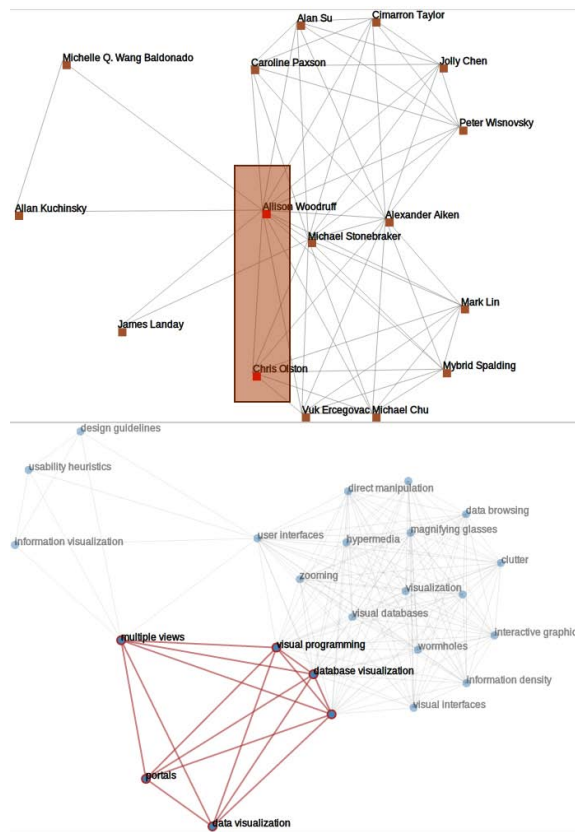 Alan Su
Cimarron Taylor
Michelle Q. Wang Baldonado
Caroline Paxson
Jolly Chen
Peter Wisnovsky
Allan Kuchinsky
Allison Woodruff
Alexander Aiken
Michael Stonebraker
Mark Lin
James Landay
Chris Olston
Mybrid Spalding
Vuk Ercegovac
Michael Chu
design guidelines
usability heuristics
direct manipulation
data browsing
magnifying glasses
user interfaces
hypermedia
information visualization
clutter
zooming
visualization
visual databases
interactive graphic
multiple views
visual programming
wormholes
database visualization
information density
visual interfaces
portals
data visualization